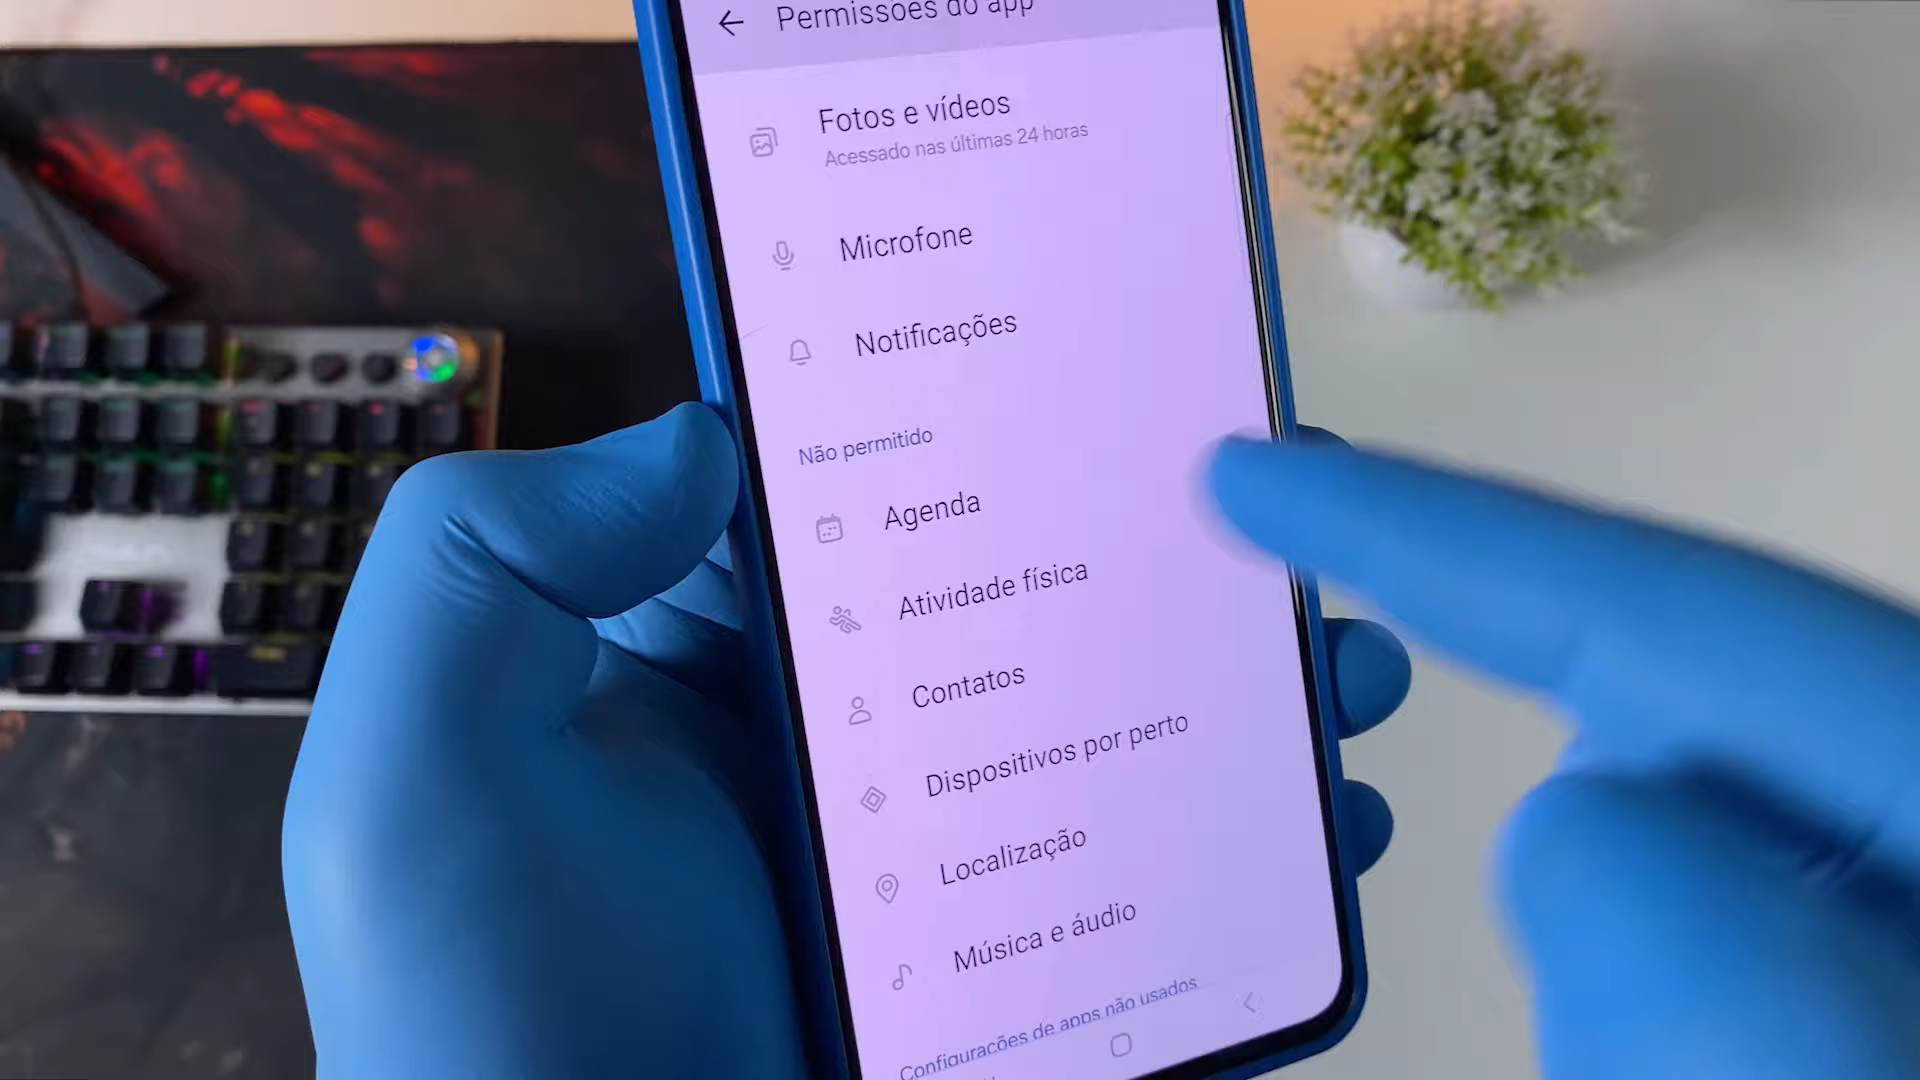 Permissões do app
Fotos e vídeos
Acessado nas últimas 24 horas
Microfone
Notificações
Não permitido
Agenda
Atividade física
Contatos
Dispositivos por perto
Localização
Música e áudio
Configurações de apps não usados